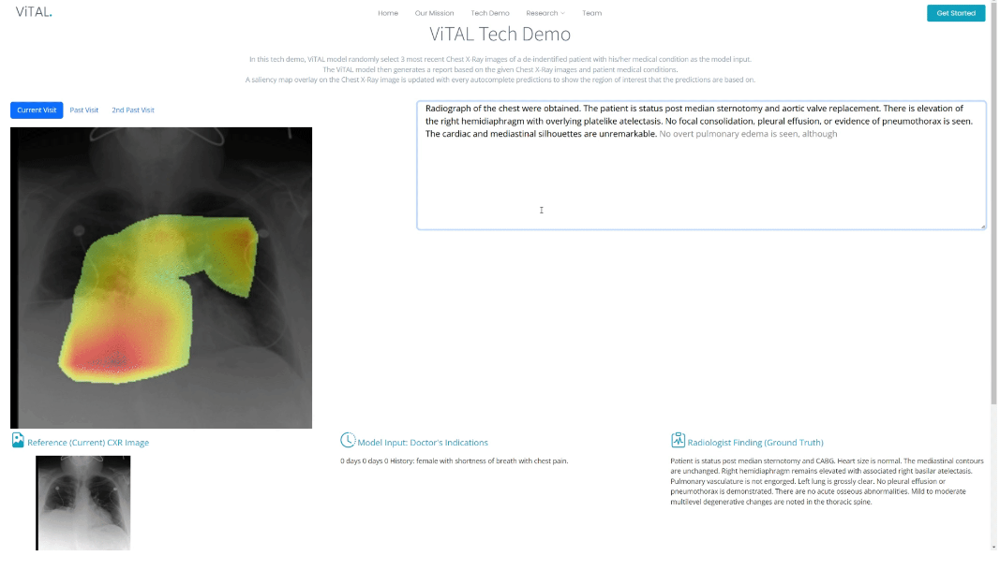 ViTAL.
Home Our Mission Tech Demo Research Team
Get Started
ViTAL Tech Demo
In this tech demo, ViTAL model randomly select 3 most recent Chest X-Ray images of a de-indentified patient with his/her medical condition as the model input.
The ViTAL model then generates a report based on the given Chest X-Ray images and patient medical conditions.
A saliency map overlay on the Chest X-Ray image is updated with every autocomplete predictions to show the region of interest that the predictions are based on.
Current Visit Past Visit 2nd Past Visit
Radiograph of the chest were obtained. The patient is status post median sternotomy and aortic valve replacement. There is elevation of
the right hemidiaphragm with overlying platelike atelectasis. No focal consolidation, pleural effusion, or evidence of pneumothorax is seen.
The cardiac and mediastinal silhouettes are unremarkable. No overt pulmonary edema is seen, although
Reference (Current) CXR Image
Model Input: Doctor's Indications
0 days 0 days 0 History: female with shortness of breath with chest pain.
Radiologist Finding (Ground Truth)
Patient is status post median sternotomy and CABG. Heart size is normal. The mediastinal contours
are unchanged. Right hemidiaphragm remains elevated with associated right basilar atelectasis.
Pulmonary vasculature is not engorged. Left lung is grossly clear. No pleural effusion or
pneumothorax is demonstrated. There are no acute osseous abnormalities. Mild to moderate
multilevel degenerative changes are noted in the thoracic spine.